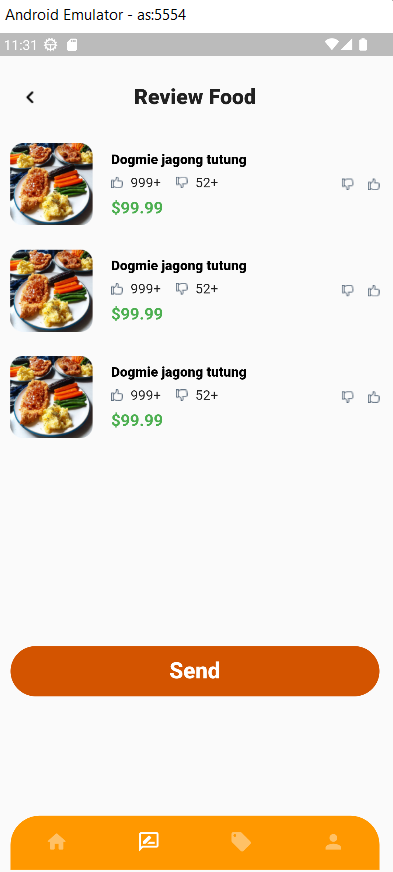 Android Emulator - as:5554
11:31
Review Food
Dogmie jagong tutung
999+ 52+
$99.99
Dogmie jagong tutung
999+ 52+
$99.99
Dogmie jagong tutung
999+ 52+
$99.99
Send